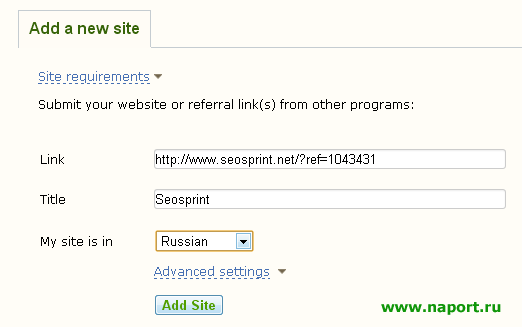 Add a new site
Site requirements
Submit your website or referral link(s) from other programs:
Link http://www.seosprint.net/?ref=1043431
Title Seosprint
My site is in Russian
Advanced settings
Add Site
www.naport.ru